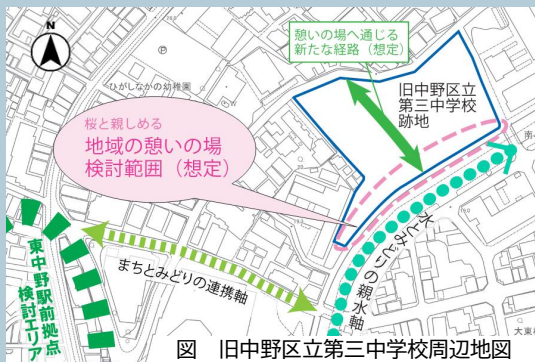 N
憩いの場へ通じる
新たな経路（想定）
ひがしなかの幼稚園
旧中野区立
第三中学校
跡地
桜と親しめる
地域の憩いの場
検討範囲（想定）
東中野駅前拠点
検討エリア
まちとみどりの連携軸
水とみどりの親水軸
図　旧中野区立第三中学校周辺地図